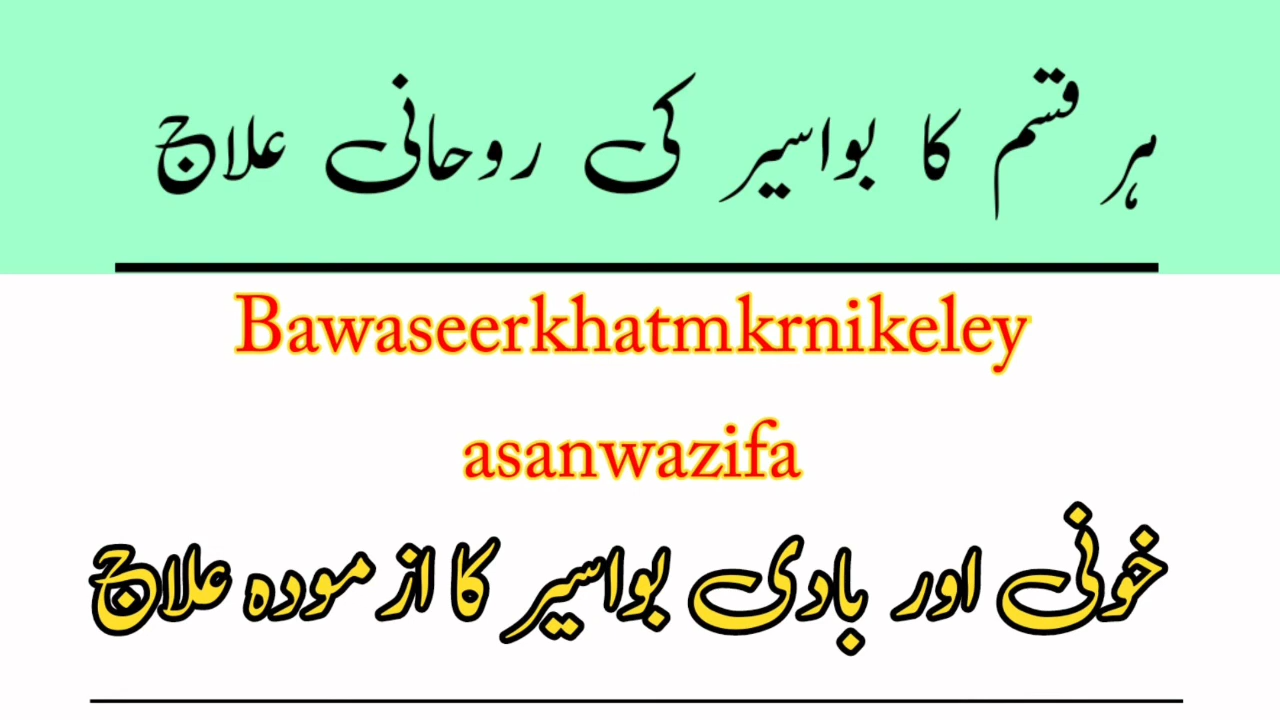 ہر قسم کا بواسیر کی روحانی علاج
Bawaseerkhatmkrnikeley
asanwazifa
خونی اور بادی بواسیر کا ازمودہ علاج